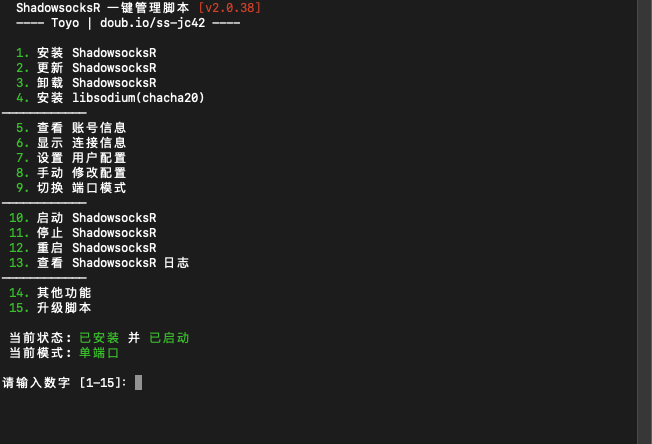 ShadowsocksR 一键管理脚本 [v2.0.38]
---- Toyo | doub.io/ss-jc42 ----
1. 安装 ShadowsocksR
2. 更新 ShadowsocksR
3. 卸载 ShadowsocksR
4. 安装 libsodium(chacha20)
————————————
5. 查看 账号信息
6. 显示 连接信息
7. 设置 用户配置
8. 手动 修改配置
9. 切换 端口模式
————————————
10. 启动 ShadowsocksR
11. 停止 ShadowsocksR
12. 重启 ShadowsocksR
13. 查看 ShadowsocksR 日志
————————————
14. 其他功能
15. 升级脚本
当前状态: 已安装 并 已启动
当前模式: 单端口
请输入数字 [1-15]: